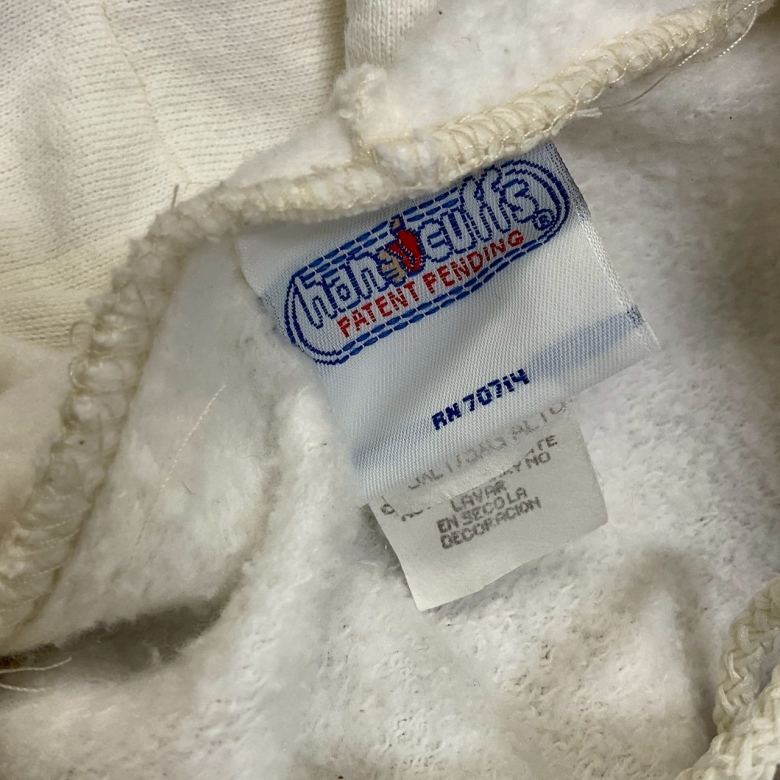 handcuffs®
PATENT PENDING
RN 70714
LAVAR
EN SECO LA
DECORACION